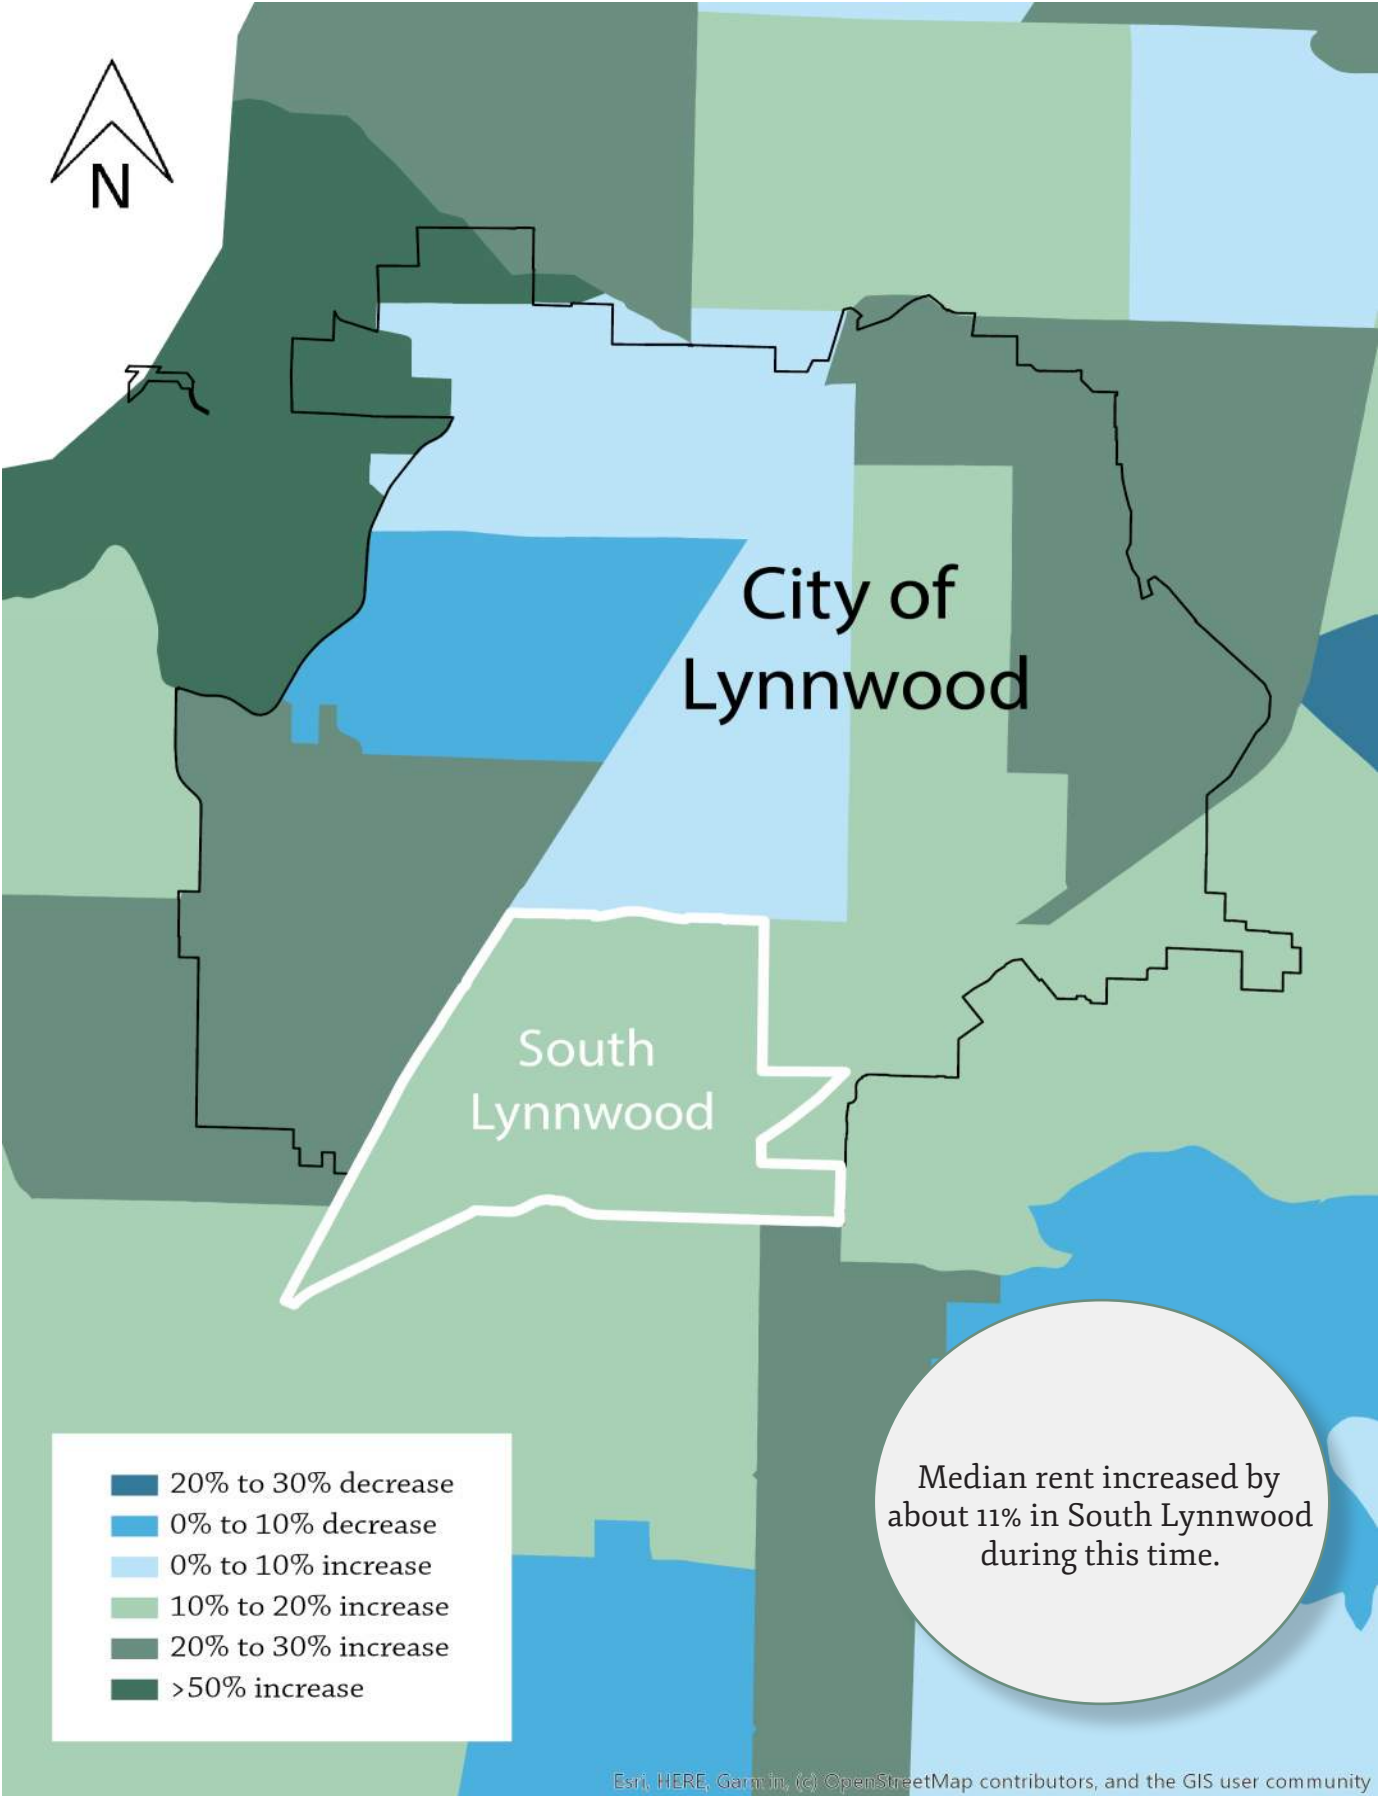 N
City of
Lynnwood
South
Lynnwood
20% to 30% decrease
0% to 10% decrease
0% to 10% increase
10% to 20% increase
20% to 30% increase
>50% increase
Median rent increased by
about 11% in South Lynnwood
during this time.
Esri, HERE, Garmin, (c) OpenStreetMap contributors, and the GIS user community